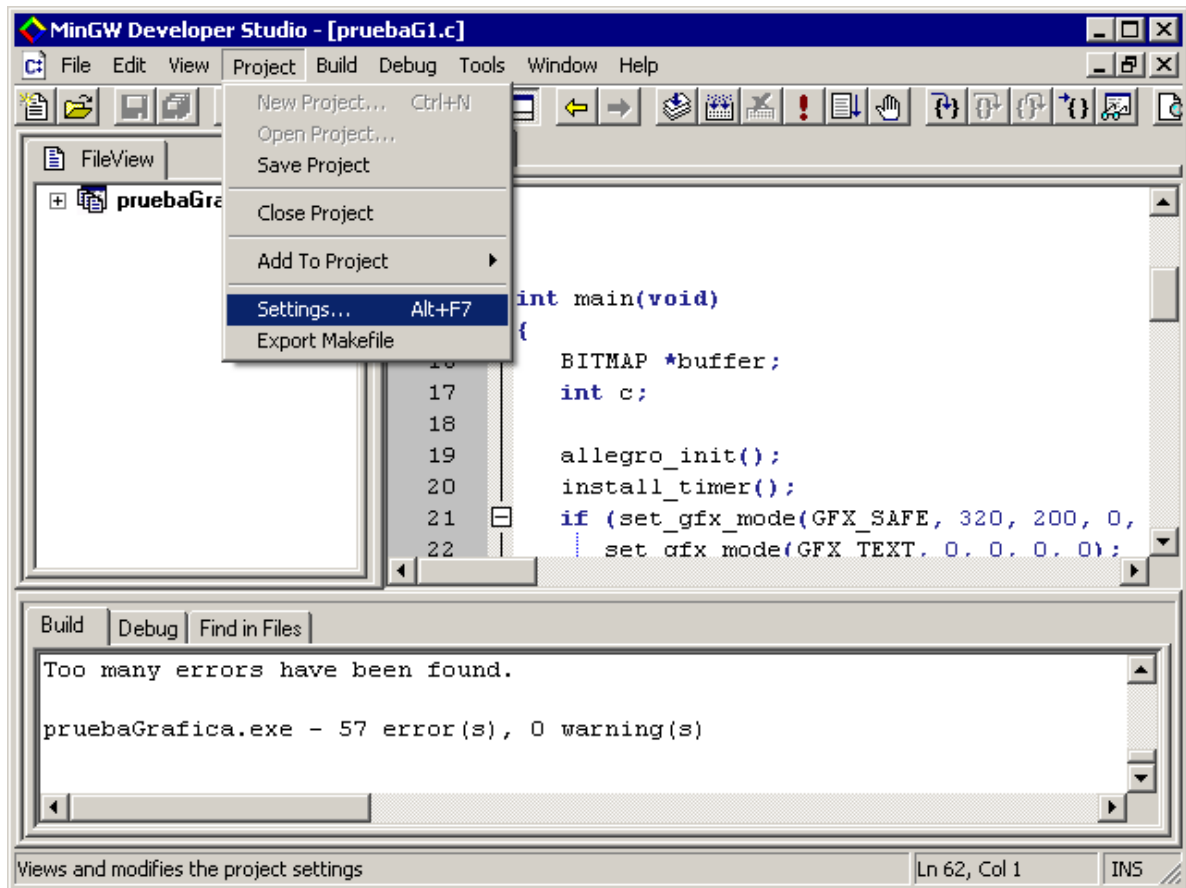 MinGW Developer Studio - [pruebaG1.c]
File Edit View Project Build Debug Tools Window Help
New Project... Ctrl+N
Open Project...
Save Project
Close Project
Add To Project
Settings... Alt+F7
Export Makefile
FileView
pruebaGra
int main(void)
{
16 BITMAP *buffer;
17 int c;
18
19 allegro_init();
20 install_timer();
21 if (set_gfx_mode(GFX_SAFE, 320, 200, 0,
22 set_gfx_mode(GFX_TEXT, 0, 0, 0, 0);
Build Debug Find in Files
Too many errors have been found.
pruebaGrafica.exe - 57 error(s), 0 warning(s)
Views and modifies the project settings Ln 62, Col 1 INS